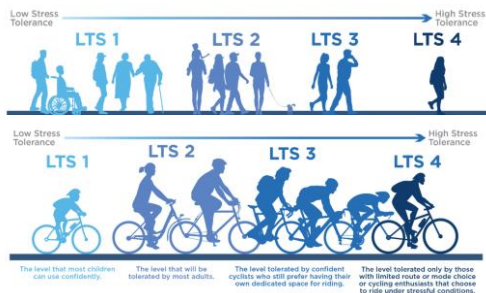 Low Stress
Tolerance
High Stress
Tolerance
LTS 1
LTS 2
LTS 3
LTS 4
Low Stress
Tolerance
High Stress
Tolerance
LTS 1
LTS 2
LTS 3
LTS 4
The level that most children
can use confidently.
The level that will be
tolerated by most adults.
The level tolerated by confident
cyclists who still prefer having their
own dedicated space for riding.
The level tolerated only by those
with limited route or mode choice
or cycling enthusiasts that choose
to ride under stressful conditions.